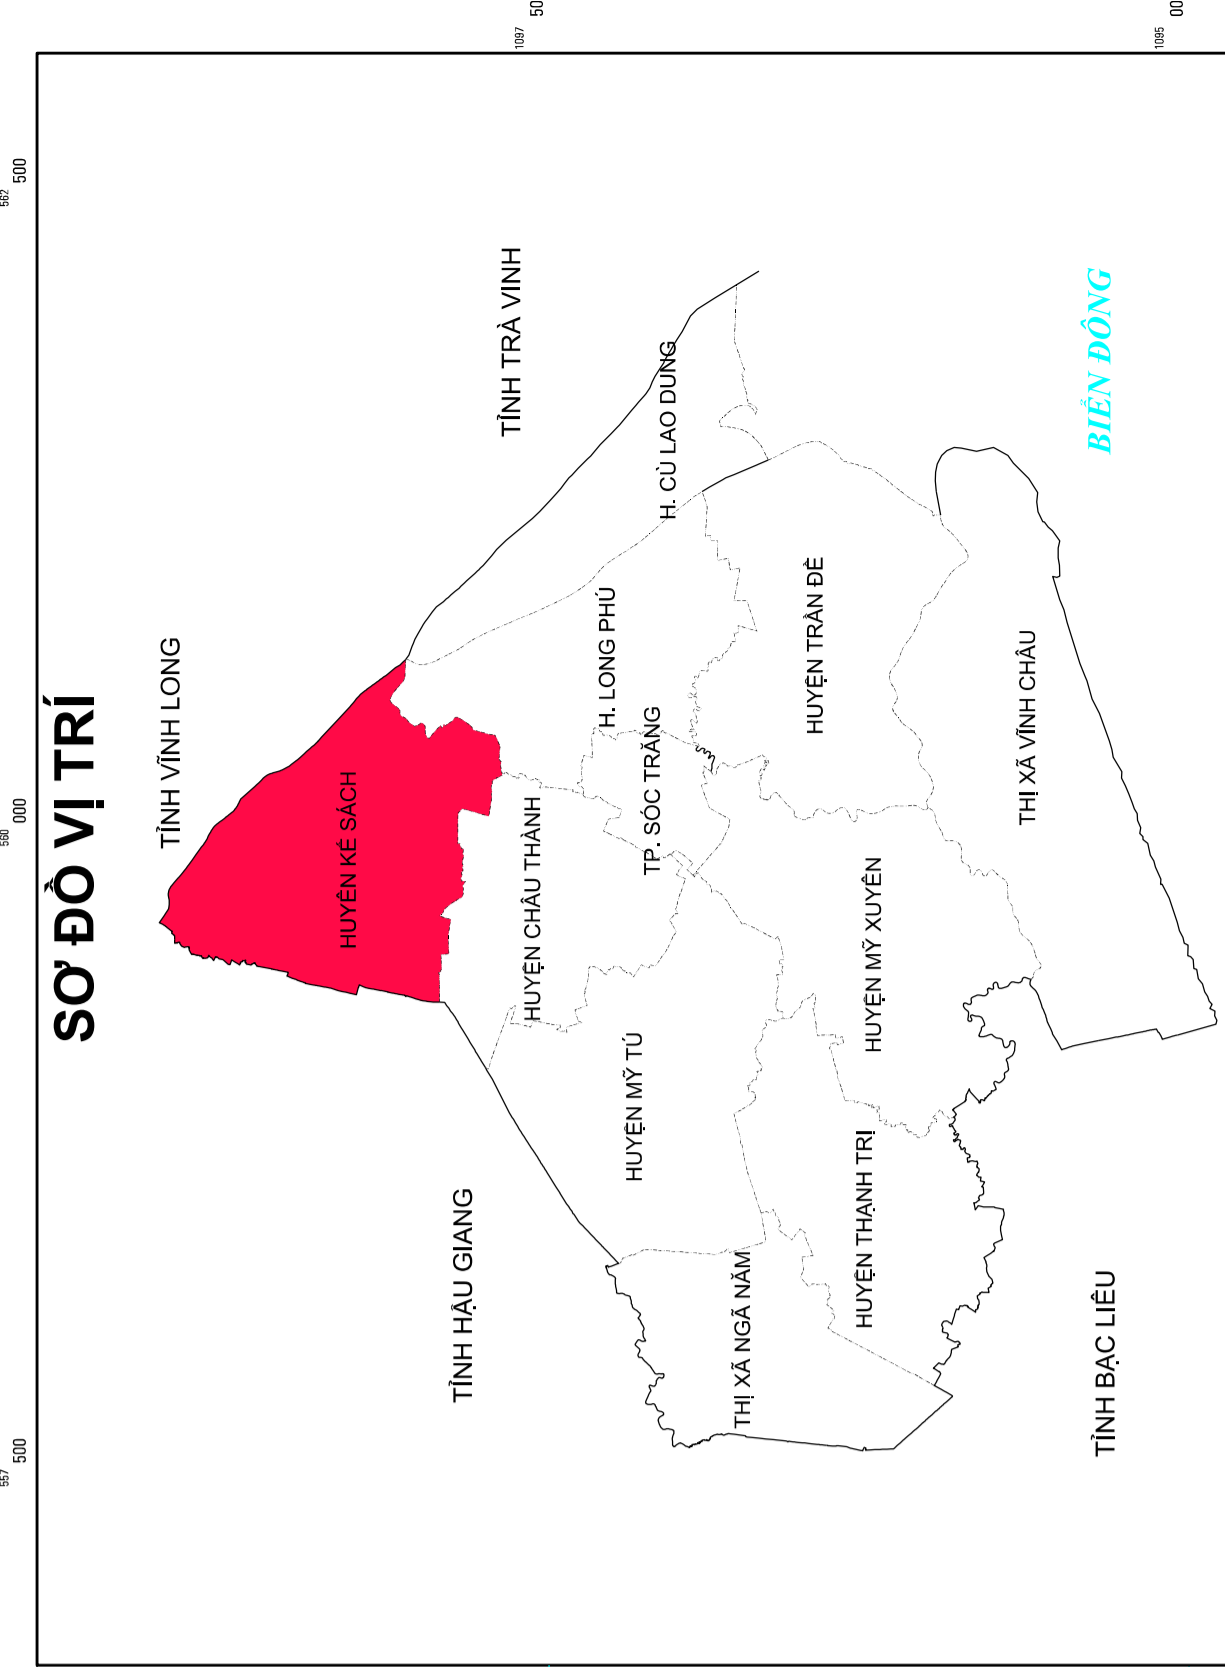 SƠ ĐỒ VỊ TRÍ
TỈNH VĨNH LONG
HUYỆN KẾ SÁCH
TỈNH TRÀ VINH
TỈNH HẬU GIANG
HUYỆN CHÂU THÀNH
H. LONG PHÚ
H. CÙ LAO DUNG
HUYỆN MỸ TÚ
TP. SÓC TRĂNG
THỊ XÃ NGÃ NĂM
HUYỆN TRẦN ĐỀ
HUYỆN THẠNH TRỊ
HUYỆN MỸ XUYÊN
THỊ XÃ VĨNH CHÂU
TỈNH BẠC LIÊU
BIỂN ĐÔNG
557 500
560 000
562 500
1097 50
1095 00